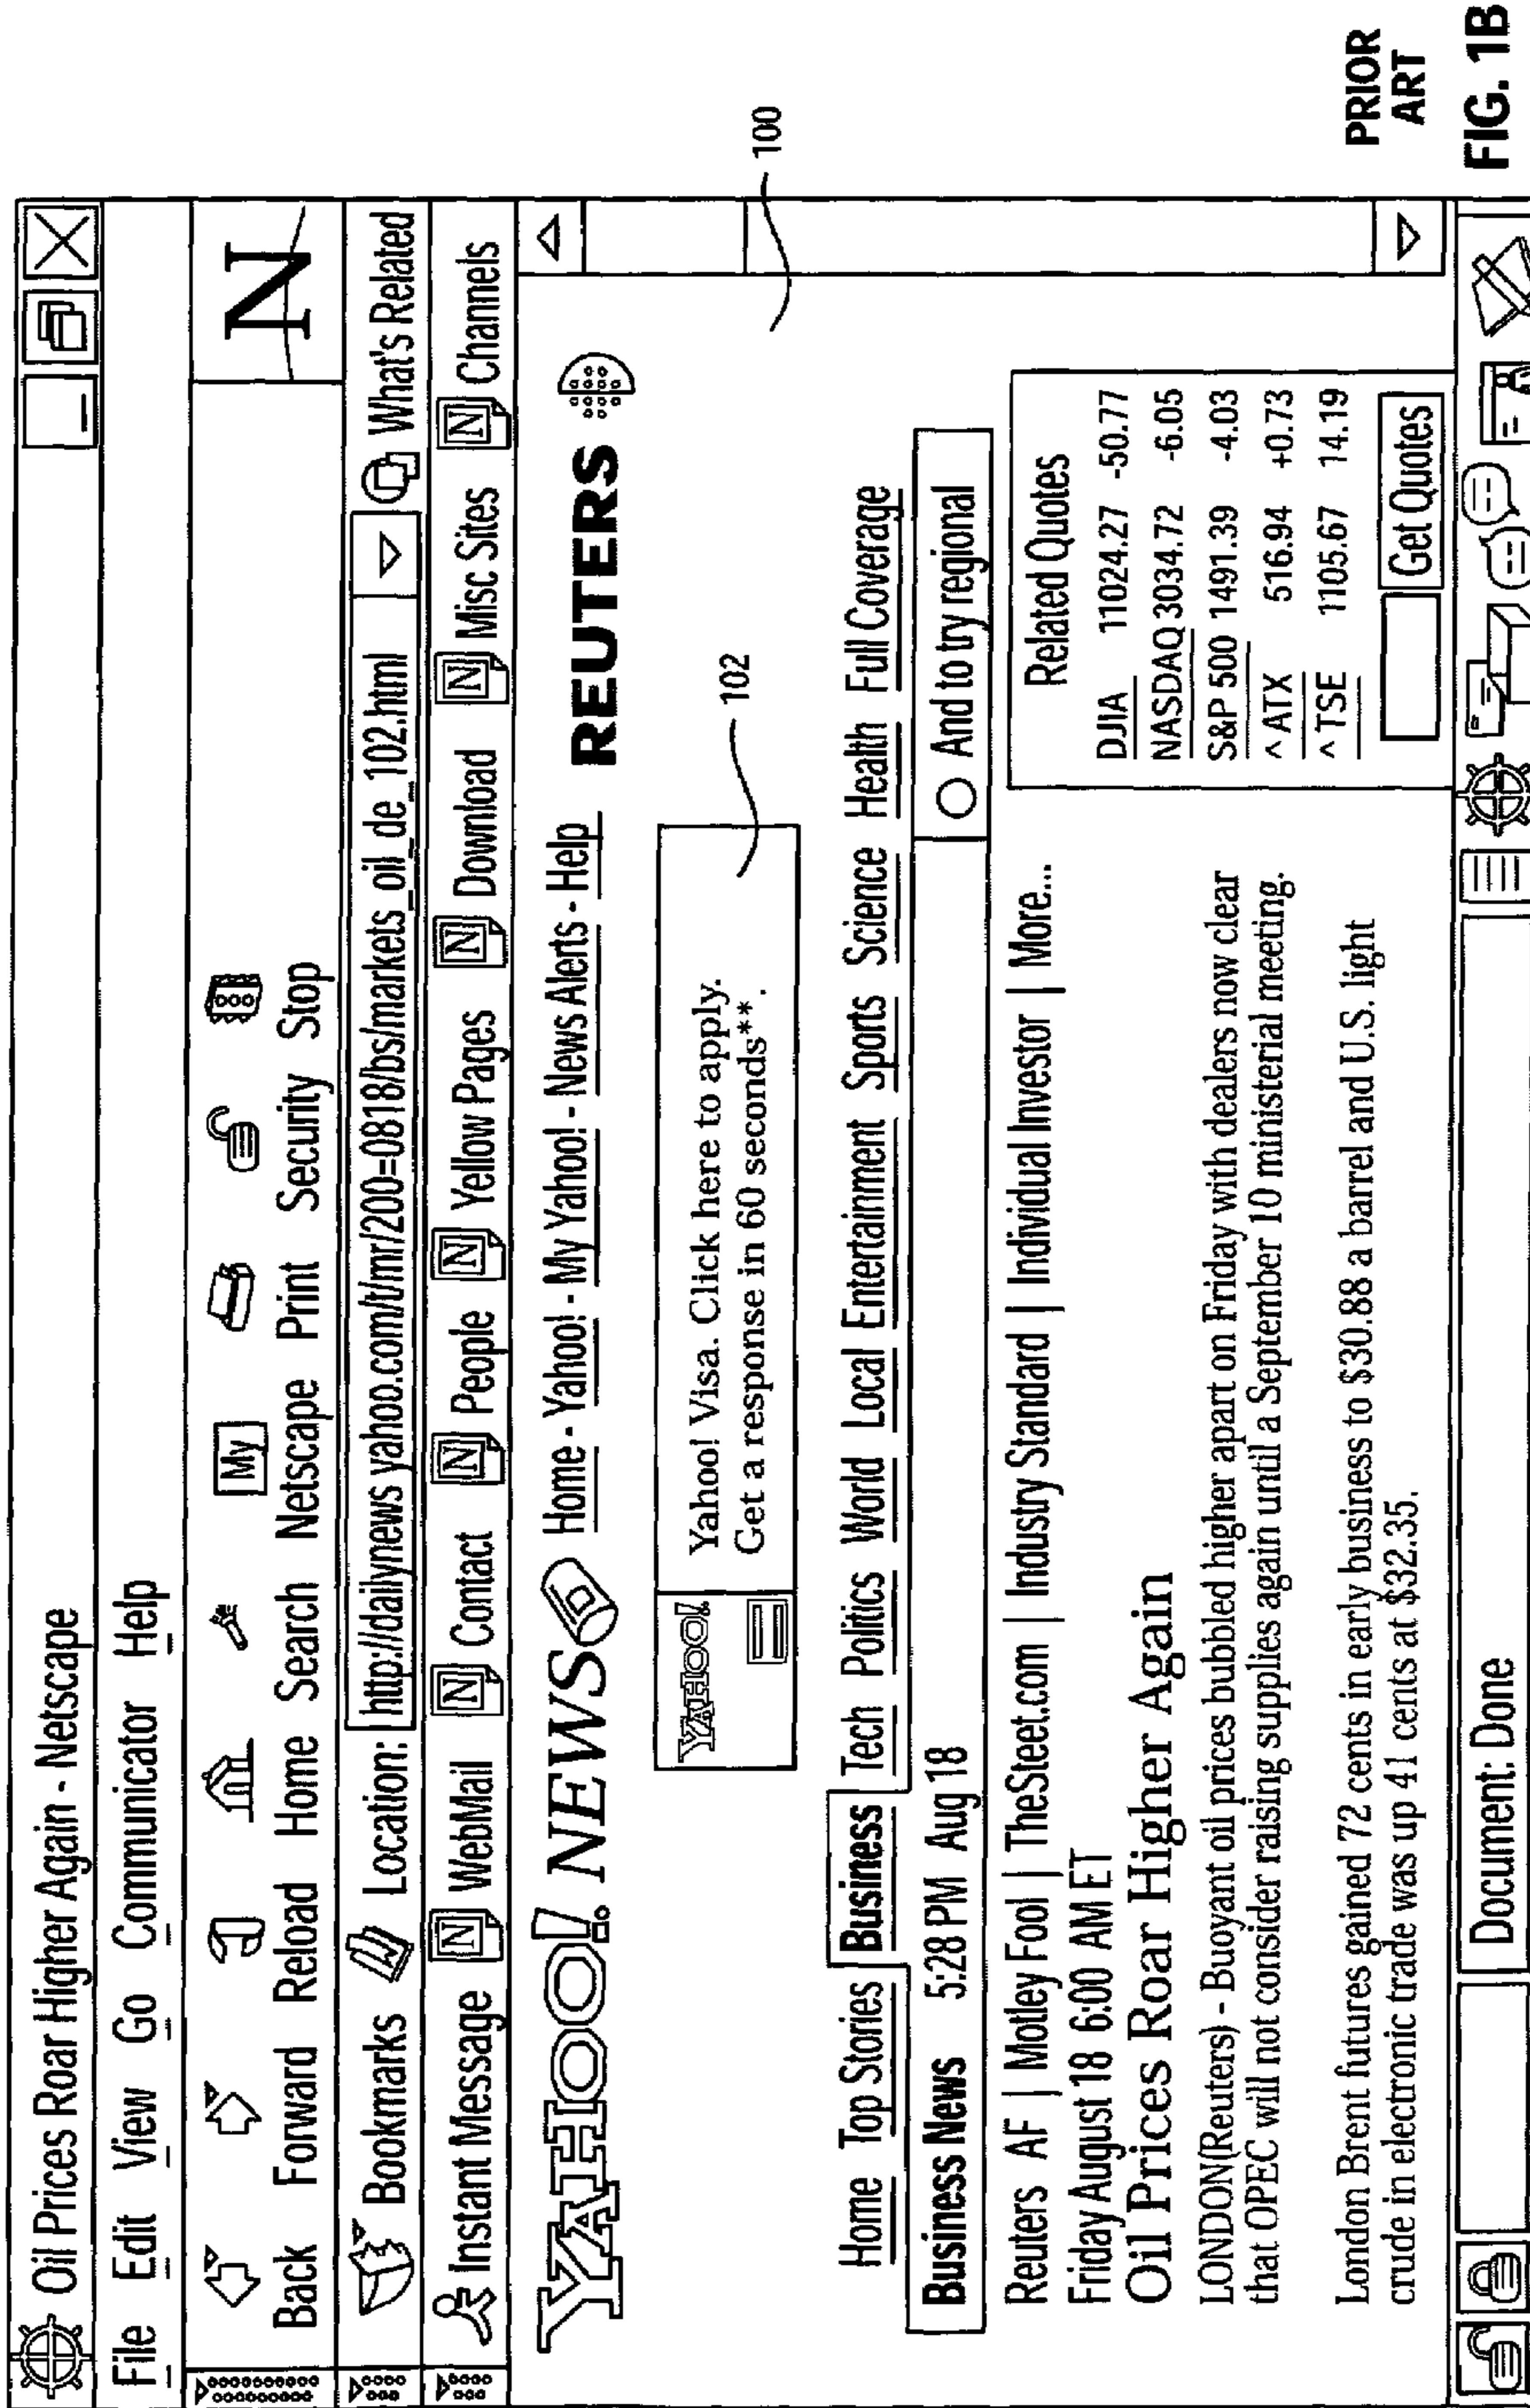 Oil Prices Roar Higher Again - Netscape
File Edit View Go Communicator Help
My
Back Forward Reload Home Search Netscape Print Security Stop
N
Bookmarks Location: http://dailynews yahoo.com/t/mr/200=0818/bs/markets_oil_de_102.html What's Related
Instant Message N WebMail N Contact N People N Yellow Pages N Download N Misc Sites N Channels
YAHOO! NEWS Home - Yahoo! - My Yahoo! - News Alerts - Help REUTERS
100
YAHOO!
Yahoo! Visa. Click here to apply.
Get a response in 60 seconds**.
102
Home Top Stories Business Tech Politics World Local Entertainment Sports Science Health Full Coverage
Business News 5:28 PM Aug 18 And to try regional
Reuters AF | Motley Fool | TheSteet.com | Industry Standard | Individual Investor | More...
Friday August 18 6:00 AM ET
Oil Prices Roar Higher Again
LONDON(Reuters) - Buoyant oil prices bubbled higher apart on Friday with dealers now clear
that OPEC will not consider raising supplies again until a September 10 ministerial meeting.
London Brent futures gained 72 cents in early business to $30.88 a barrel and U.S. light
crude in electronic trade was up 41 cents at $32.35.
Related Quotes
DJIA 11024.27 -50.77
NASDAQ 3034.72 -6.05
S&P 500 1491.39 -4.03
^ ATX 516.94 +0.73
^ TSE 1105.67 14.19
Get Quotes
Document: Done
PRIOR
ART
FIG. 1B